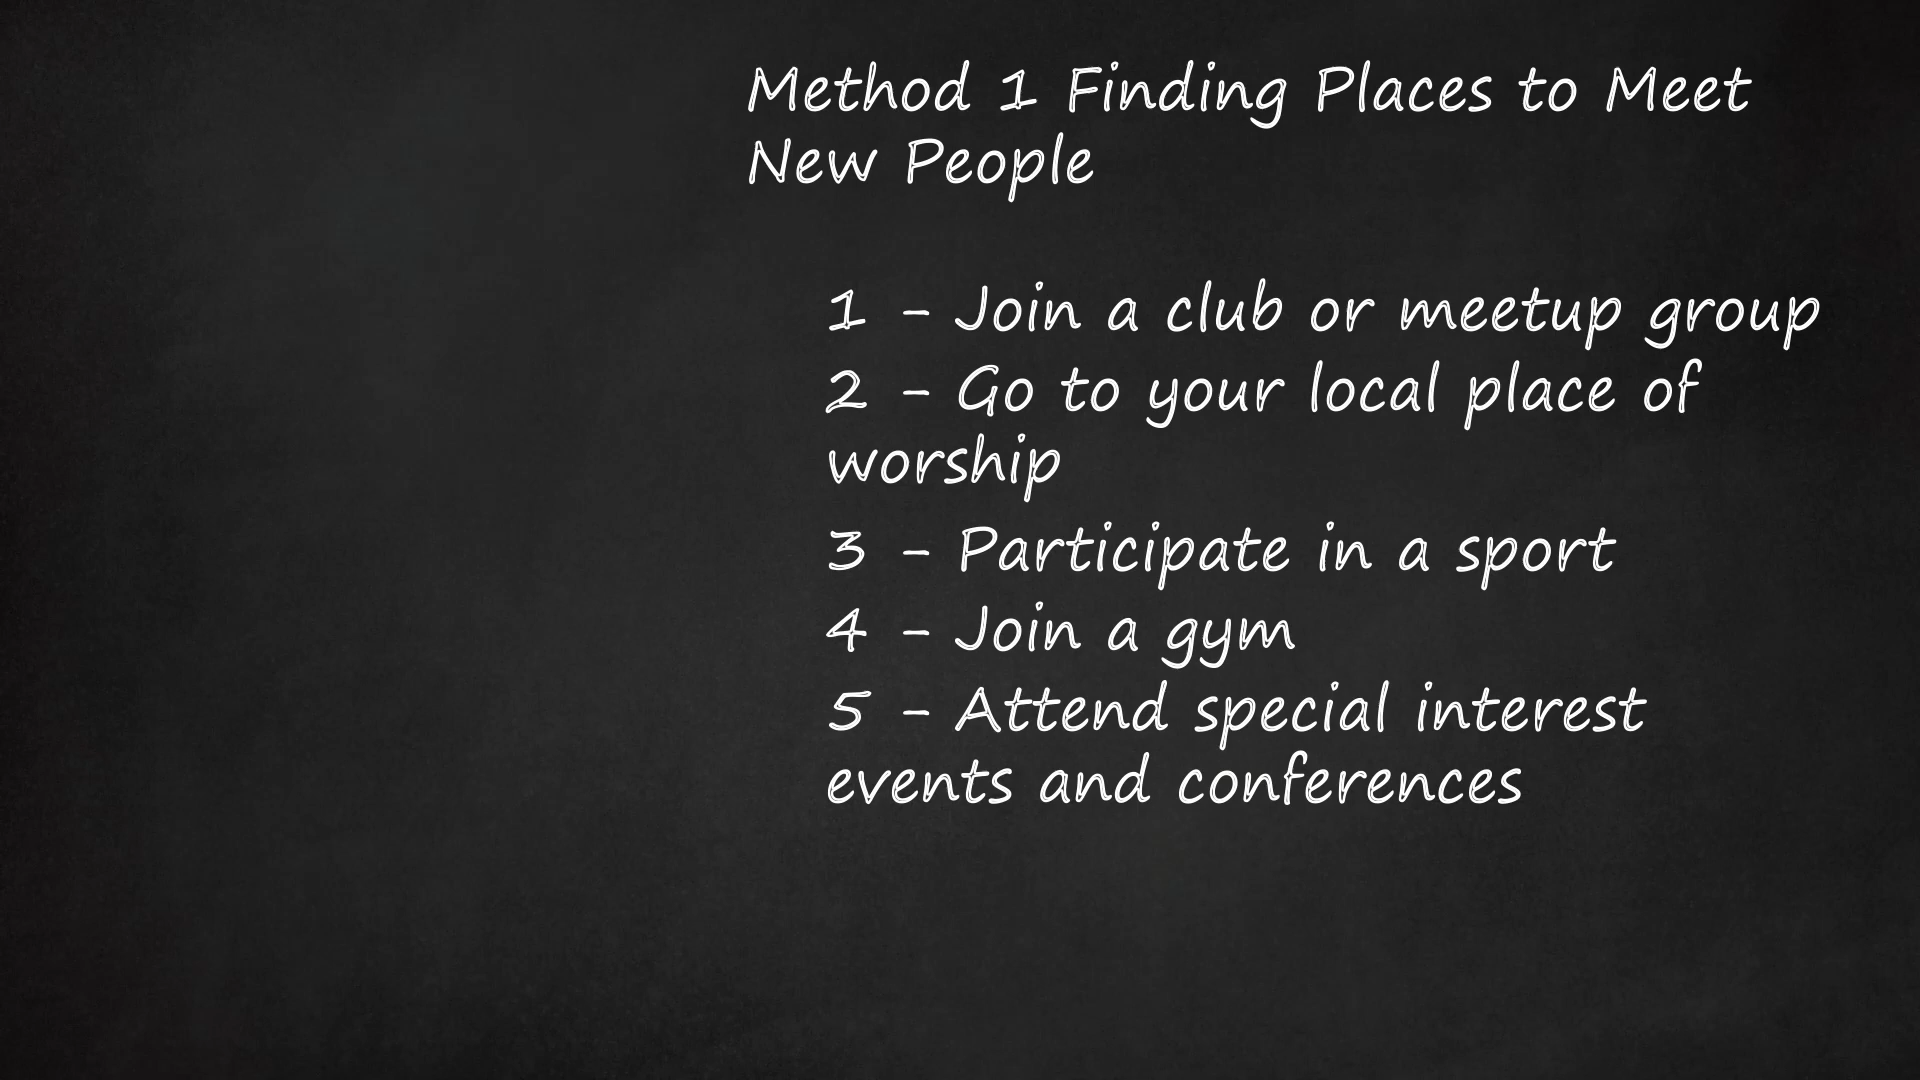 Method 1 Finding Places to Meet
New People
1 - Join a club or meetup group
2 - Go to your local place of
worship
3 - Participate in a sport
4 - Join a gym
5 - Attend special interest
events and conferences